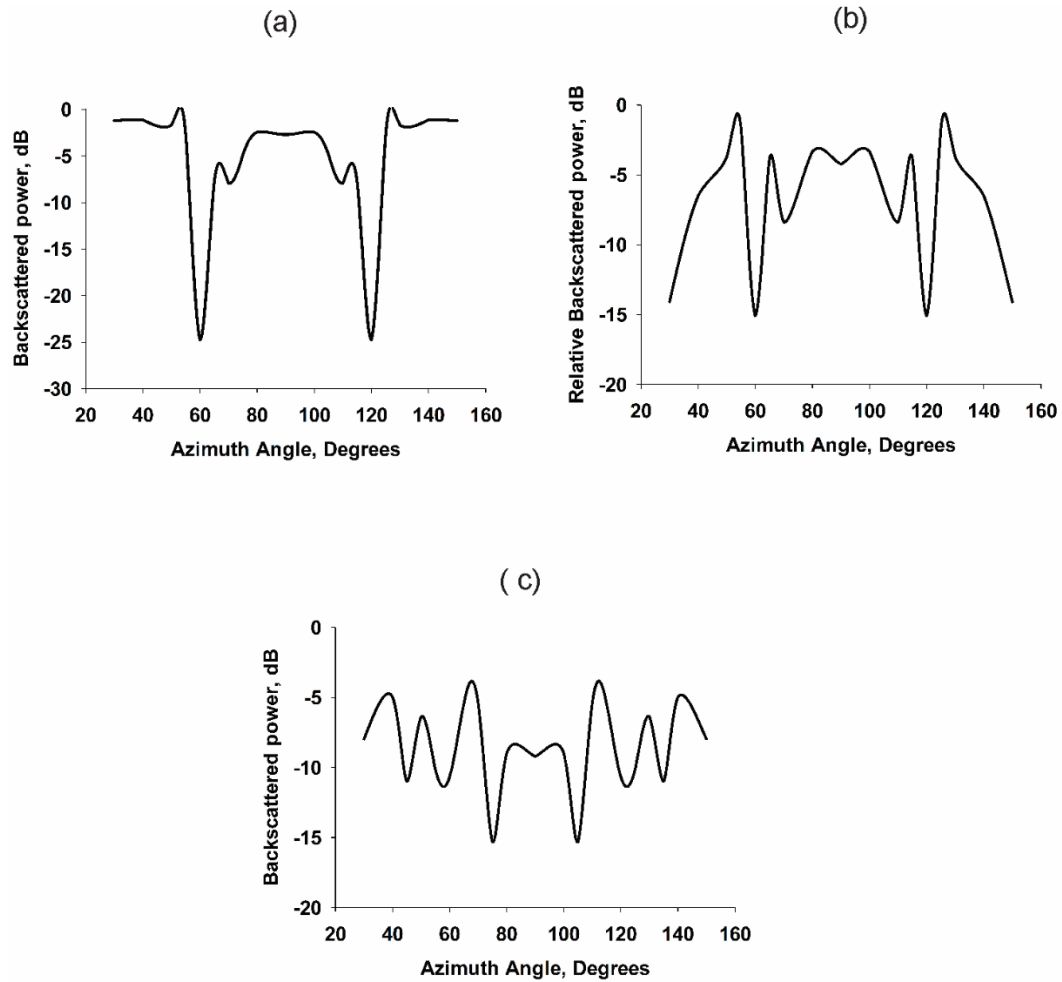 (a)
0
-5
-10
-15
-20
-25
-30
20 40 60 80 100 120 140 160
Backscattered power, dB
Azimuth Angle, Degrees
(b)
0
-5
-10
-15
-20
20 40 60 80 100 120 140 160
Relative Backscattered power, dB
Azimuth Angle, Degrees
( c)
0
-5
-10
-15
-20
20 40 60 80 100 120 140 160
Backscattered power, dB
Azimuth Angle, Degrees